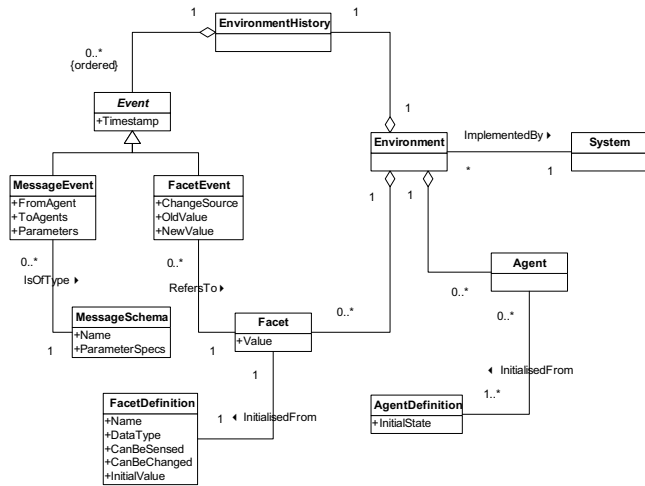 EnvironmentHistory
1
1
0..*
{ordered}
Event
+Timestamp
1
Environment
ImplementedBy
System
*
1
MessageEvent
+FromAgent
+ToAgents
+Parameters
FacetEvent
+ChangeSource
+OldValue
+NewValue
1
1
0..*
IsOfType
0..*
RefersTo
Agent
0..*
0..*
MessageSchema
+Name
+ParameterSpecs
1
Facet
+Value
1
0..*
1
InitialisedFrom
FacetDefinition
+Name
+DataType
+CanBeSensed
+CanBeChanged
+InitialValue
1
InitialisedFrom
AgentDefinition
+InitialState
1..*